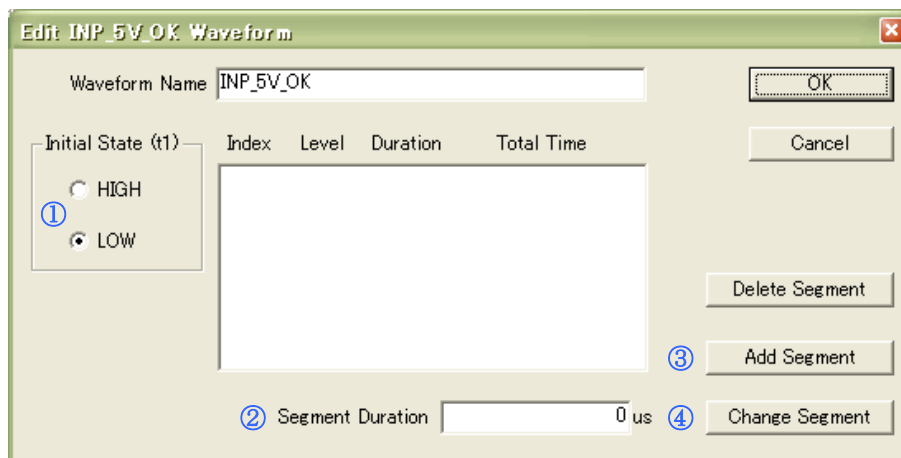 Edit INP_5V_OK Waveform
Waveform Name INP_5V_OK OK
Initial State (t1) Index Level Duration Total Time Cancel
HIGH
①
LOW
Delete Segment
③ Add Segment
② Segment Duration 0 us ④ Change Segment